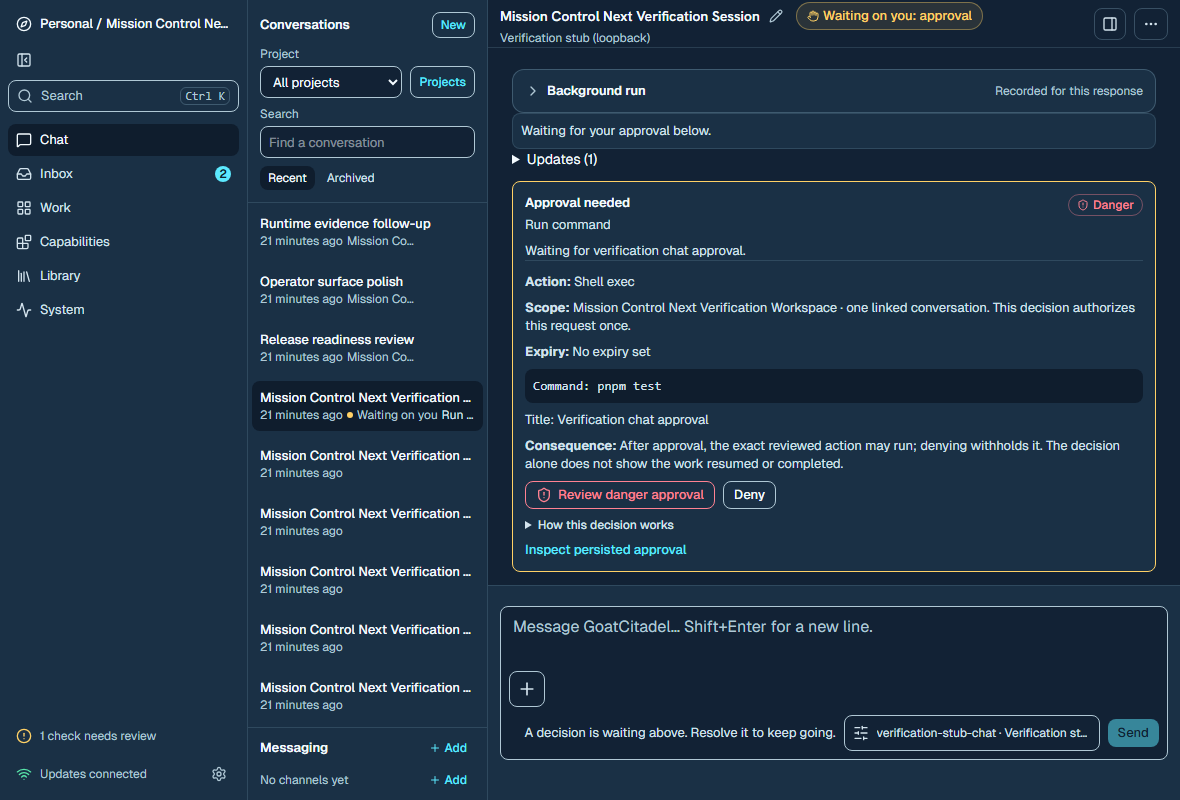 Personal / Mission Control Ne...
Search
Ctrl K
Chat
Inbox
2
Work
Capabilities
Library
System
1 check needs review
Updates connected
Conversations
New
Project
All projects
Projects
Search
Find a conversation
Recent
Archived
Runtime evidence follow-up
21 minutes ago Mission Co...
Operator surface polish
21 minutes ago Mission Co...
Release readiness review
21 minutes ago Mission Co...
Mission Control Next Verification ...
21 minutes ago Waiting on you Run ...
Mission Control Next Verification ...
21 minutes ago
Mission Control Next Verification ...
21 minutes ago
Mission Control Next Verification ...
21 minutes ago
Mission Control Next Verification ...
21 minutes ago
Mission Control Next Verification ...
21 minutes ago
Messaging
+ Add
No channels yet
+ Add
Mission Control Next Verification Session
Waiting on you: approval
Verification stub (loopback)
Background run
Recorded for this response
Waiting for your approval below.
Updates (1)
Approval needed
Danger
Run command
Waiting for verification chat approval.
Action: Shell exec
Scope: Mission Control Next Verification Workspace · one linked conversation. This decision authorizes
this request once.
Expiry: No expiry set
Command: pnpm test
Title: Verification chat approval
Consequence: After approval, the exact reviewed action may run; denying withholds it. The decision
alone does not show the work resumed or completed.
Review danger approval
Deny
How this decision works
Inspect persisted approval
Message GoatCitadel... Shift+Enter for a new line.
A decision is waiting above. Resolve it to keep going.
verification-stub-chat · Verification st...
Send